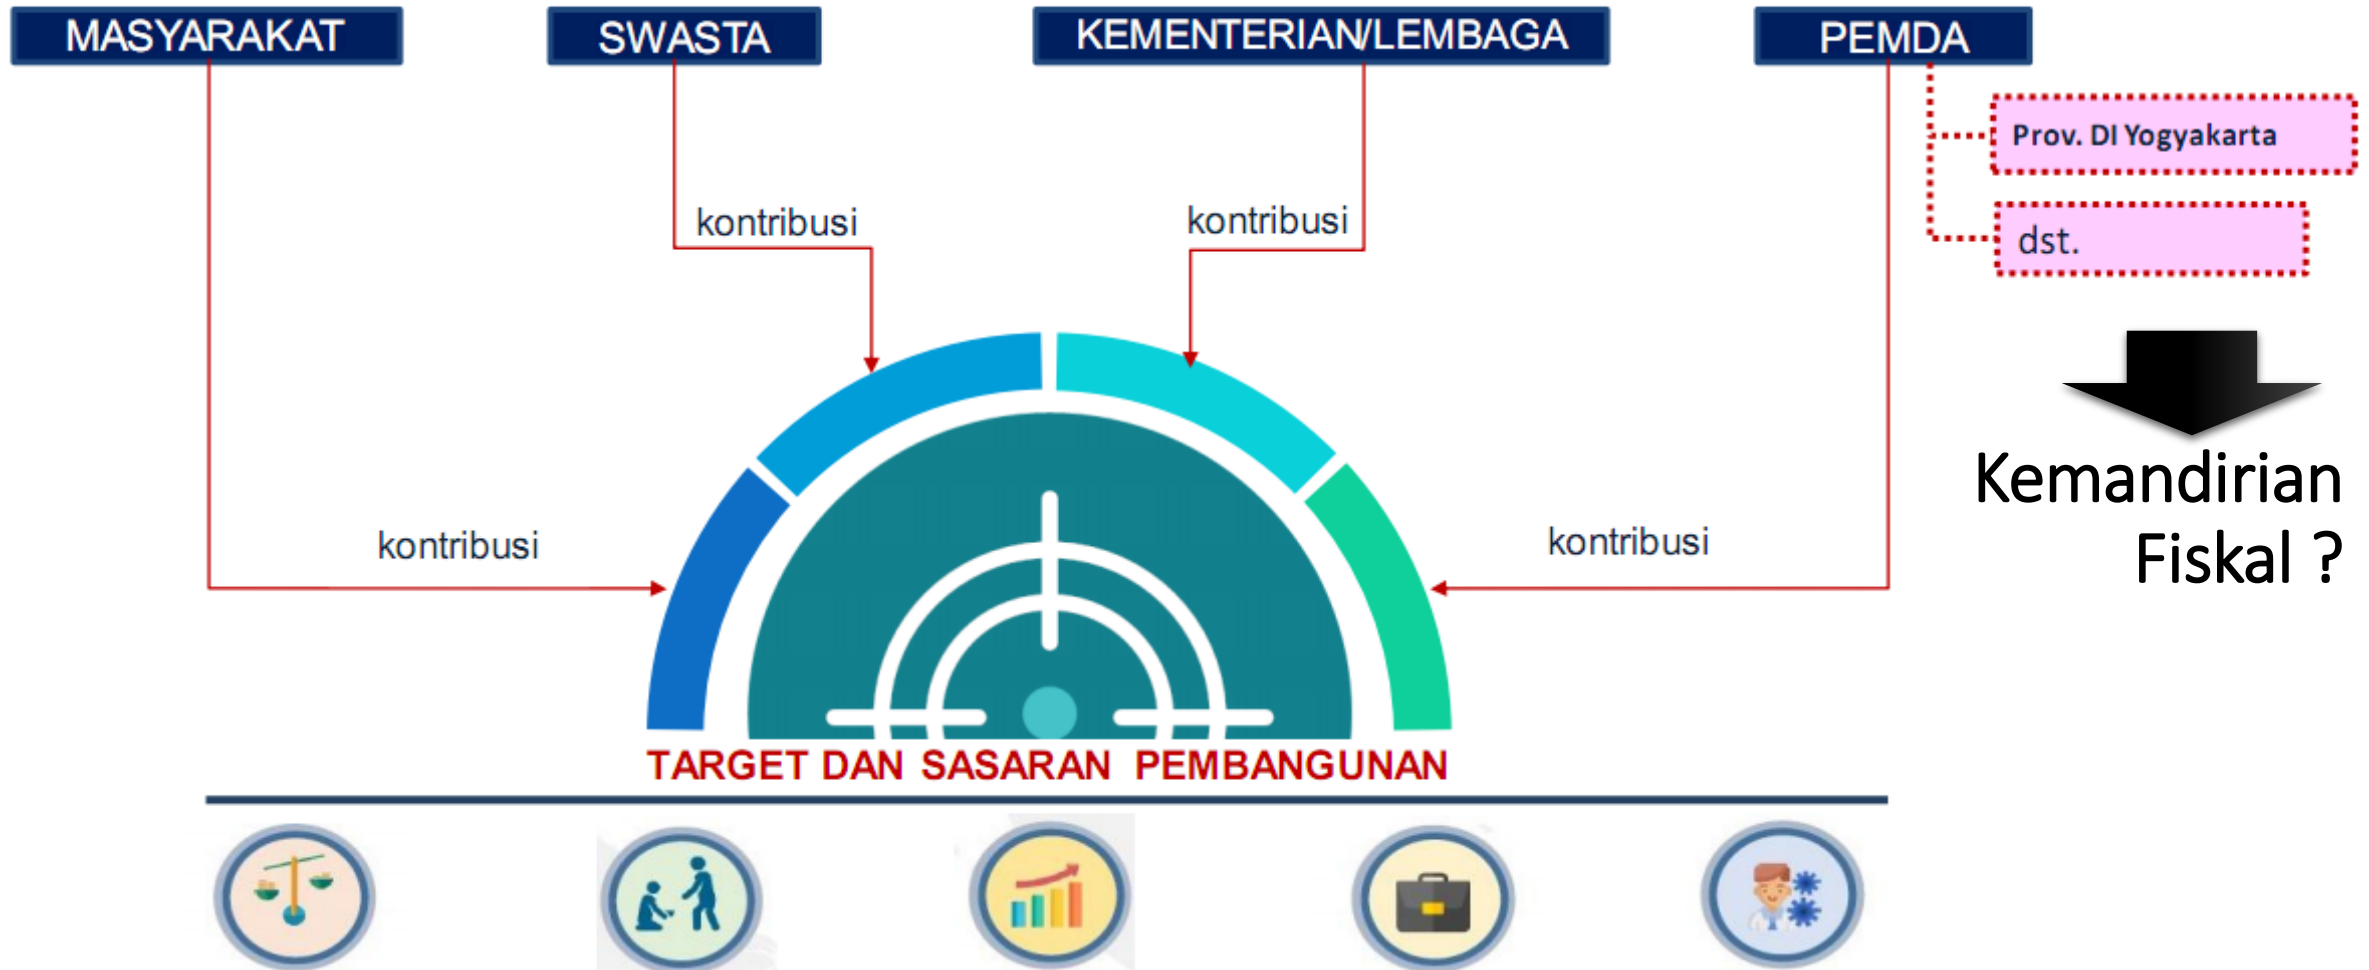 MASYARAKAT
SWASTA
KEMENTERIAN/LEMBAGA
PEMDA
Prov. DI Yogyakarta
dst.
kontribusi
kontribusi
kontribusi
kontribusi
Kemandirian
Fiskal ?
TARGET DAN SASARAN PEMBANGUNAN